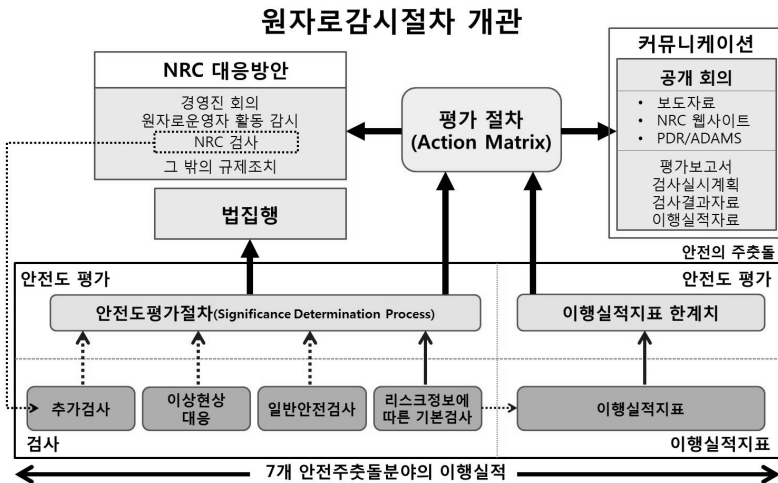 원자로감시절차 개관
NRC 대응방안
경영진 회의
원자로운영자 활동 감시
NRC 검사
그 밖의 규제조치
법집행
평가 절차
(Action Matrix)
커뮤니케이션
공개 회의
• 보도자료
• NRC 웹사이트
• PDR/ADAMS
평가보고서
검사실시계획
검사결과자료
이행실적자료
안전의 주춧돌
안전도 평가
안전도 평가
안전도평가절차(Significance Determination Process)
이행실적지표 한계치
추가검사
이상현상
대응
일반안전검사
리스크정보에
따른 기본검사
이행실적지표
검사
이행실적지표
7개 안전주춧돌분야의 이행실적